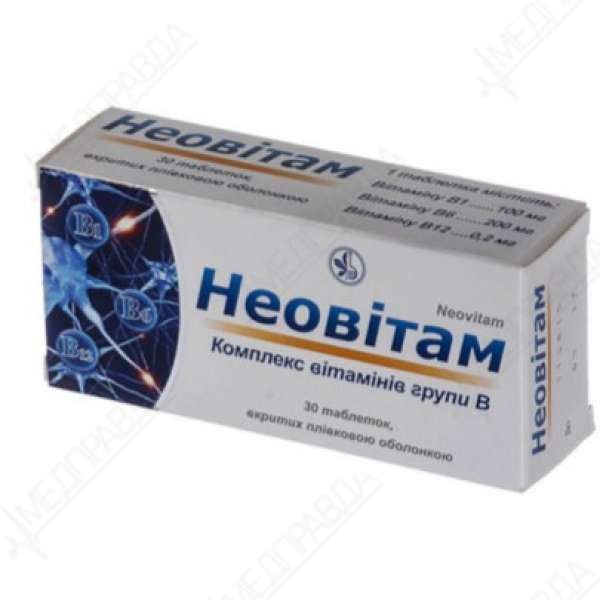 Неовітам
30 таблеток,
вкритих плівковою оболонкою
1 таблетка містить:
Вітаміну В1 ...... 100 мг
Вітаміну В6 ...... 200 мг
Вітаміну В12 .... 0,2 мг
B1
B6
B12
Neovitam
Неовітам
Комплекс вітамінів групи В
30 таблеток,
вкритих плівковою оболонкою
Неовітам
МЕДПРАВДА